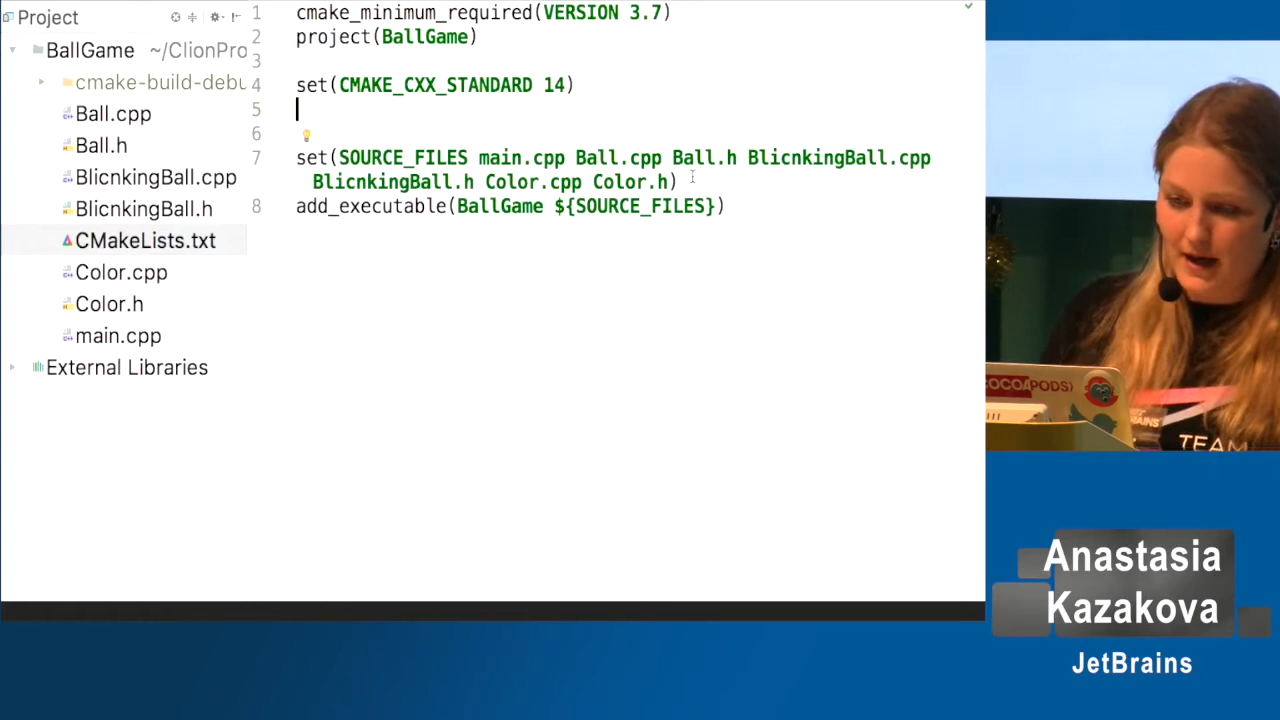 Project
BallGame ~/ClionPro
cmake-build-debu
Ball.cpp
Ball.h
BlicnkingBall.cpp
BlicnkingBall.h
CMakeLists.txt
Color.cpp
Color.h
main.cpp
External Libraries
1 cmake_minimum_required(VERSION 3.7)
2 project(BallGame)
3
4 set(CMAKE_CXX_STANDARD 14)
5
6
7 set(SOURCE_FILES main.cpp Ball.cpp Ball.h BlicnkingBall.cpp
BlicnkingBall.h Color.cpp Color.h)
8 add_executable(BallGame ${SOURCE_FILES})
COCOAPODS
TEAM
Anastasia
Kazakova
JetBrains